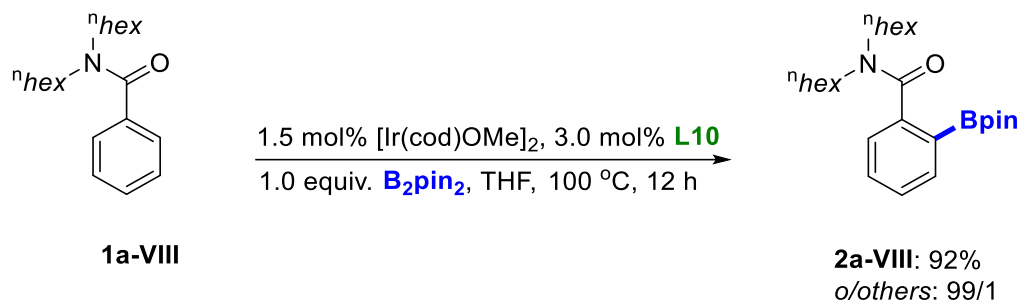 ⁿhex
ⁿhex N O
1a-VIII
1.5 mol% [Ir(cod)OMe]₂, 3.0 mol% L10
1.0 equiv. B₂pin₂, THF, 100 °C, 12 h
ⁿhex
ⁿhex N O
Bpin
2a-VIII: 92%
o/others: 99/1